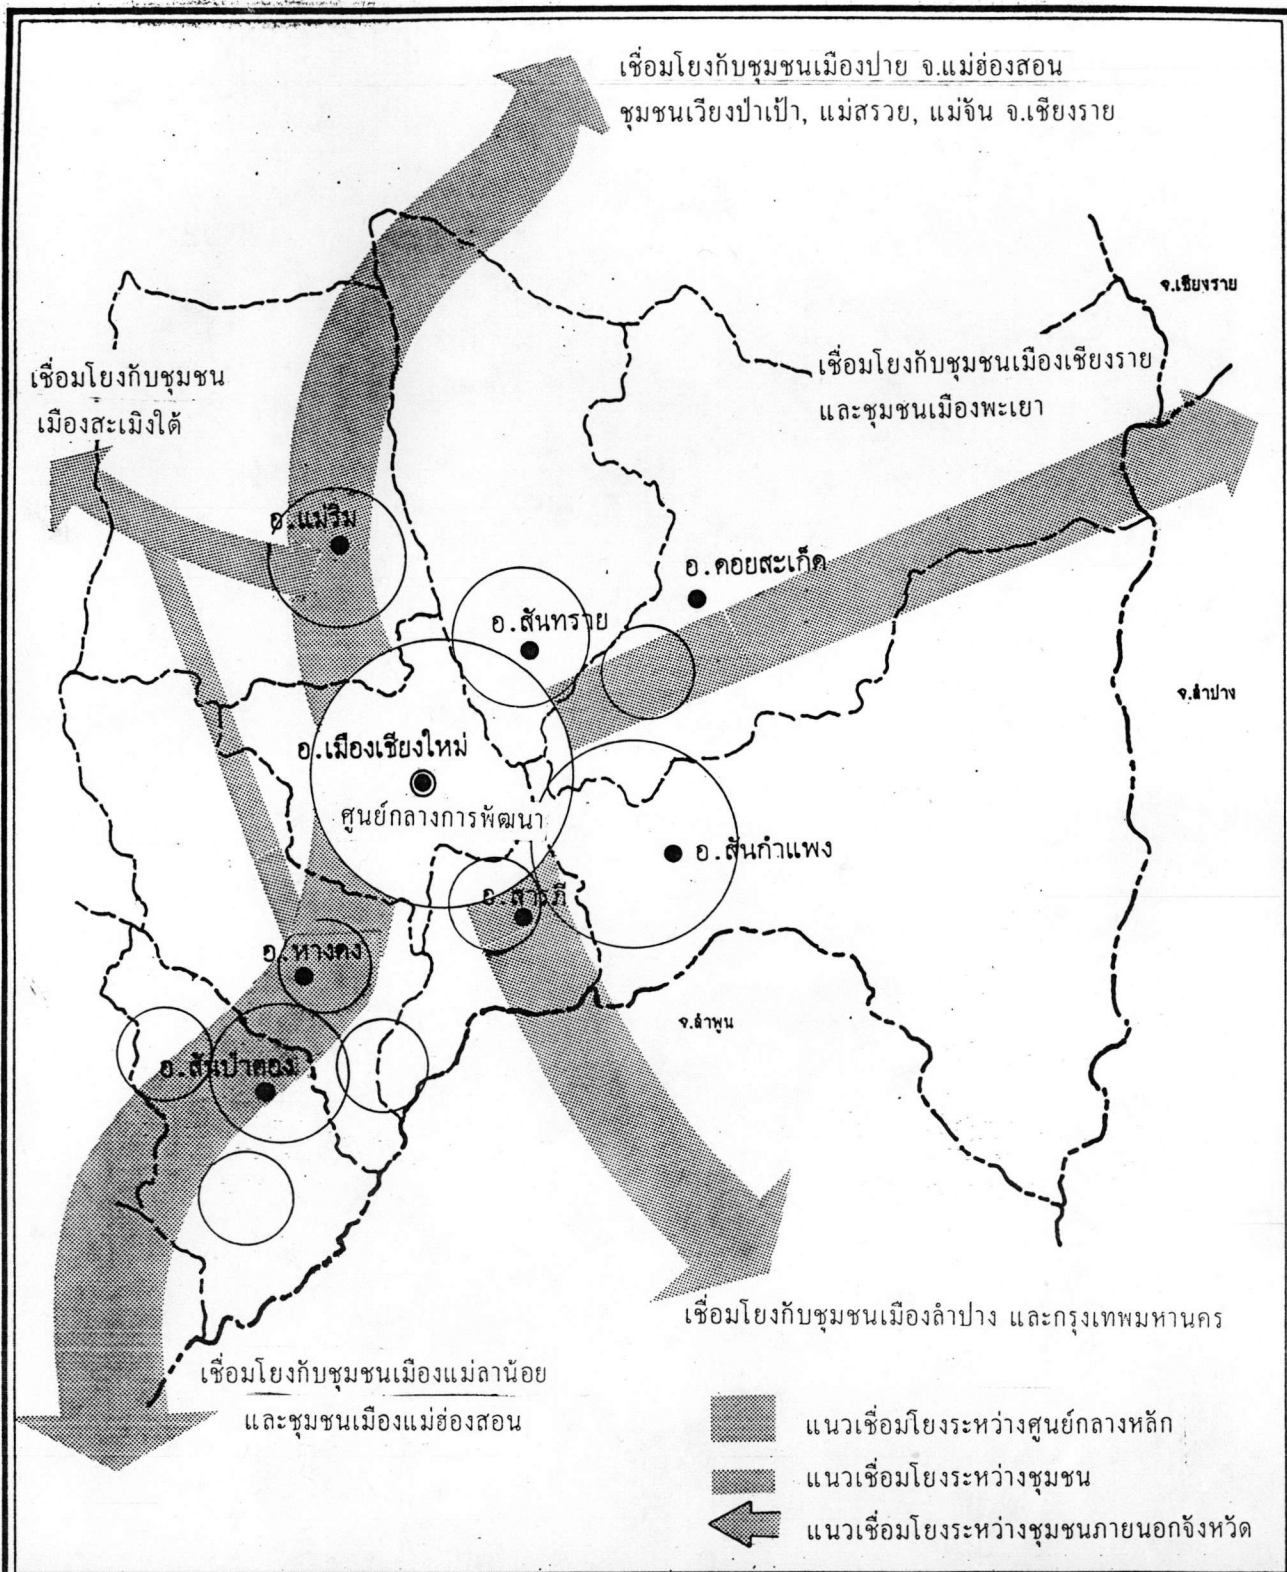 เชื่อมโยงกับชุมชนเมืองปาย จ.แม่ฮ่องสอน
ชุมชนเวียงป่าเป้า, แม่สรวย, แม่จัน จ.เชียงราย
จ.เชียงราย
เชื่อมโยงกับชุมชน
เมืองสะเมิงใต้
เชื่อมโยงกับชุมชนเมืองเชียงราย
และชุมชนเมืองพะเยา
อ.แม่ริม
อ.ดอยสะเก็ด
อ.สันทราย
จ.ลำปาง
อ.เมืองเชียงใหม่
ศูนย์กลางการพัฒนา
อ.สันกำแพง
อ.สารภี
อ.หางดง
จ.ลำพูน
อ.สันป่าตอง
เชื่อมโยงกับชุมชนเมืองลำปาง และกรุงเทพมหานคร
เชื่อมโยงกับชุมชนเมืองแม่ลาน้อย
และชุมชนเมืองแม่ฮ่องสอน
แนวเชื่อมโยงระหว่างศูนย์กลางหลัก
แนวเชื่อมโยงระหว่างชุมชน
แนวเชื่อมโยงระหว่างชุมชนภายนอกจังหวัด